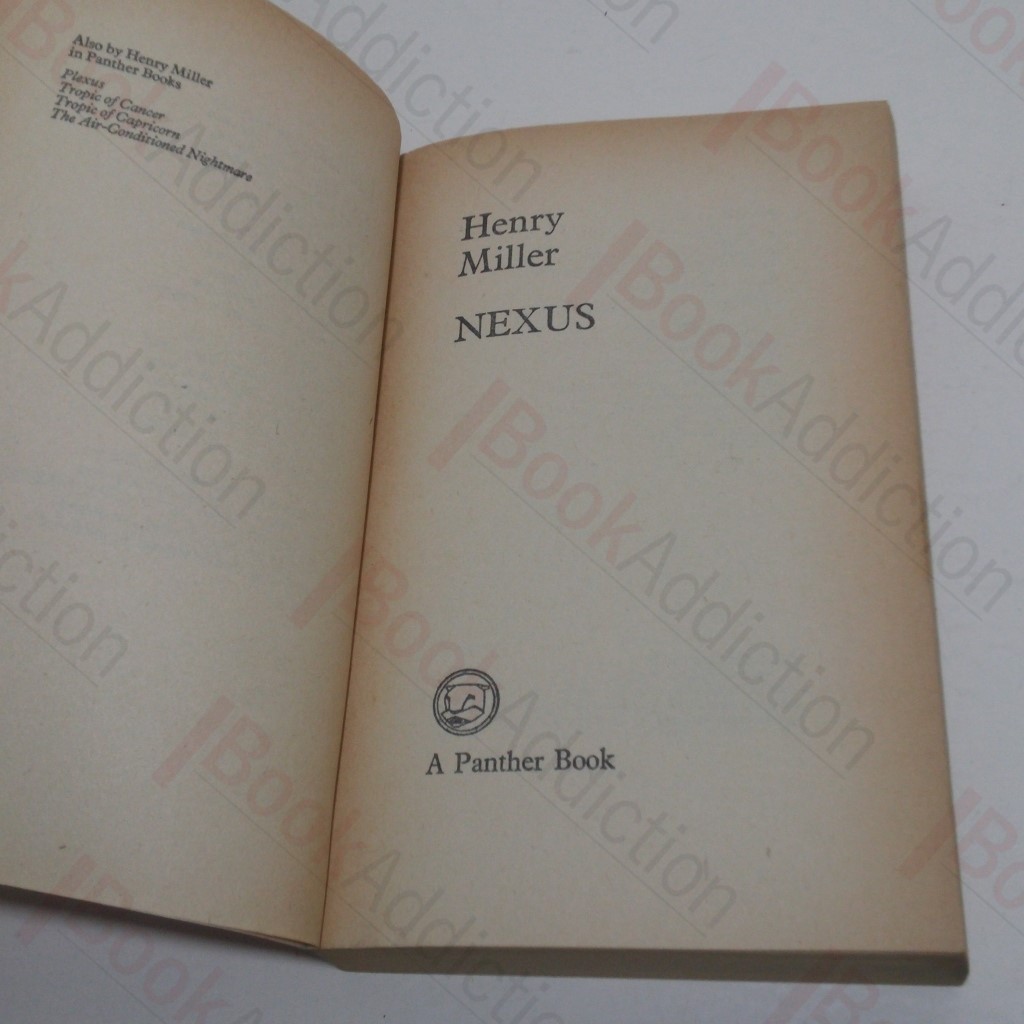 Also by Henry Miller
in Panther Books
Plexus
Tropic of Cancer
Tropic of Capricorn
The Air-Conditioned Nightmare
Henry
Miller
NEXUS
A Panther Book
BookAddiction